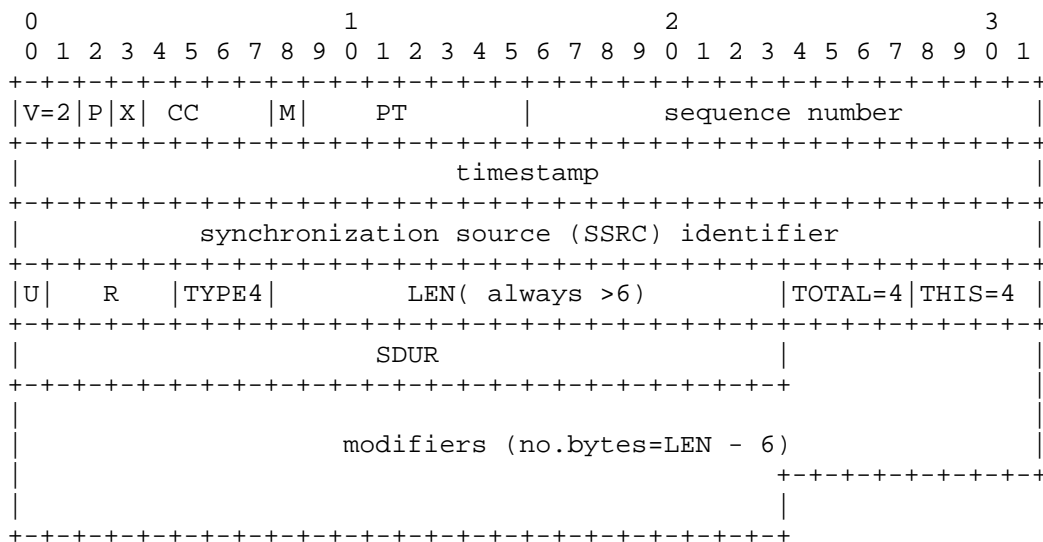 0 1 2 3
0 1 2 3 4 5 6 7 8 9 0 1 2 3 4 5 6 7 8 9 0 1 2 3 4 5 6 7 8 9 0 1
+-+-+-+-+-+-+-+-+-+-+-+-+-+-+-+-+-+-+-+-+-+-+-+-+-+-+-+-+-+-+-+-+
|V=2|P|X| CC |M| PT | sequence number |
+-+-+-+-+-+-+-+-+-+-+-+-+-+-+-+-+-+-+-+-+-+-+-+-+-+-+-+-+-+-+-+-+
| timestamp |
+-+-+-+-+-+-+-+-+-+-+-+-+-+-+-+-+-+-+-+-+-+-+-+-+-+-+-+-+-+-+-+-+
| synchronization source (SSRC) identifier |
+-+-+-+-+-+-+-+-+-+-+-+-+-+-+-+-+-+-+-+-+-+-+-+-+-+-+-+-+-+-+-+-+
|U| R |TYPE4| LEN( always >6) |TOTAL=4|THIS=4 |
+-+-+-+-+-+-+-+-+-+-+-+-+-+-+-+-+-+-+-+-+-+-+-+-+-+-+-+-+-+-+-+-+
| SDUR | |
+-+-+-+-+-+-+-+-+-+-+-+-+-+-+-+-+-+-+-+-+-+-+-+-+ |
| |
| modifiers (no.bytes=LEN - 6) |
| +-+-+-+-+-+-+-+-+
| |
+-+-+-+-+-+-+-+-+-+-+-+-+-+-+-+-+-+-+-+-+-+-+-+-+